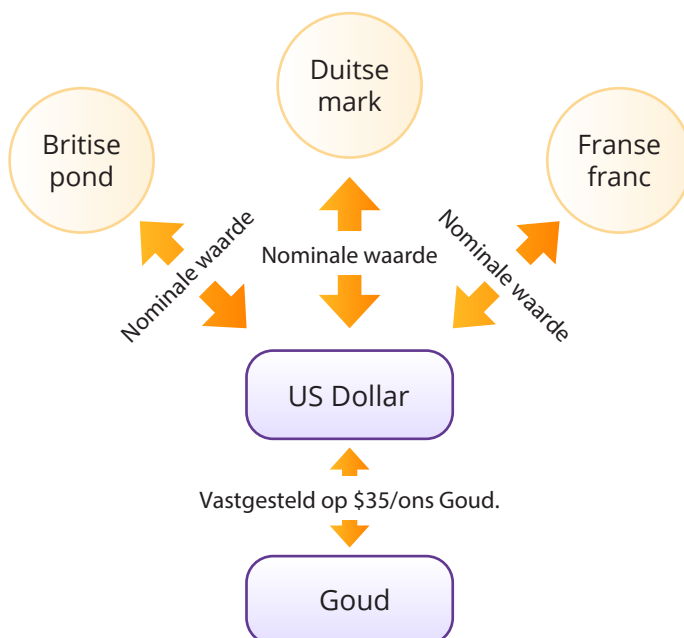 Duitse
mark
Britise
pond
Franse
franc
Nominale waarde
Nominale waarde
Nominale waarde
US Dollar
Vastgesteld op $35/ons Goud.
Goud